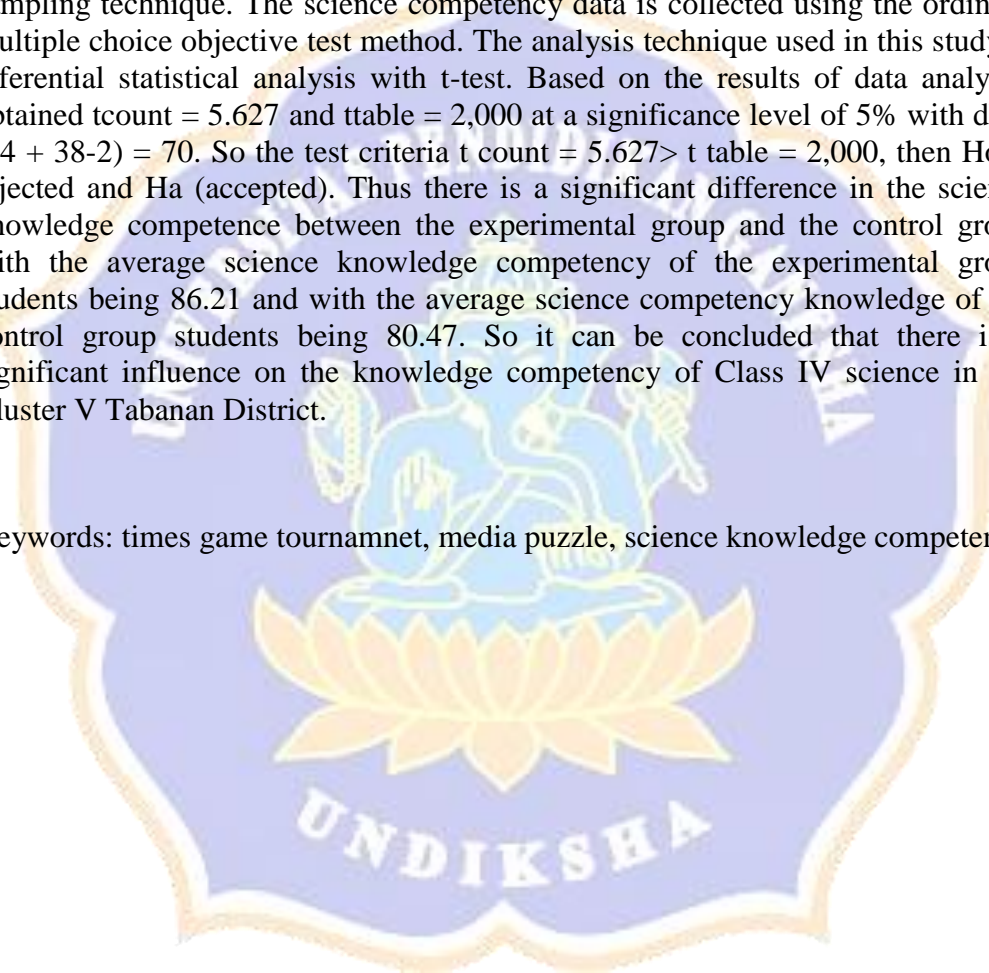 mpling technique. The science competency data is collected using the ordin
ultiple choice objective test method. The analysis technique used in this study
ferential statistical analysis with t-test. Based on the results of data analy
btained tcount = 5.627 and ttable = 2,000 at a significance level of 5% with d
4 + 38-2) = 70. So the test criteria t count = 5.627> t table = 2,000, then Ho
jected and Ha (accepted). Thus there is a significant difference in the scien
nowledge competence between the experimental group and the control gro
ith the average science knowledge competency of the experimental gro
udents being 86.21 and with the average science competency knowledge of
ontrol group students being 80.47. So it can be concluded that there i
gnificant influence on the knowledge competency of Class IV science in
luster V Tabanan District.
eywords: times game tournamnet, media puzzle, science knowledge competen
UNIVERSITAS PENDIDIKAN GANESHA
UNDIKSHA